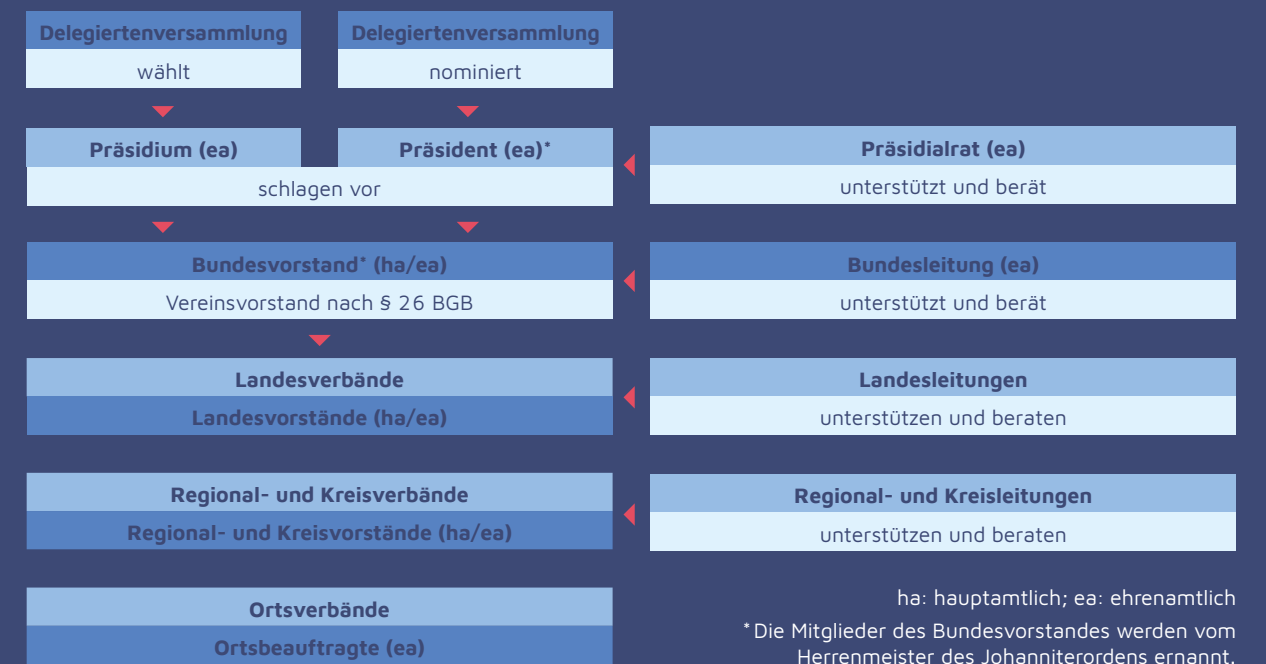 Delegiertenversammlung
wählt
Delegiertenversammlung
nominiert
Präsidium (ea)
Präsident (ea)*
schlagen vor
Präsidialrat (ea)
unterstützt und berät
Bundesvorstand* (ha/ea)
Vereinsvorstand nach § 26 BGB
Bundesleitung (ea)
unterstützt und berät
Landesverbände
Landesvorstände (ha/ea)
Landesleitungen
unterstützen und beraten
Regional- und Kreisverbände
Regional- und Kreisvorstände (ha/ea)
Regional- und Kreisleitungen
unterstützen und beraten
Ortsverbände
Ortsbeauftragte (ea)
ha: hauptamtlich; ea: ehrenamtlich
* Die Mitglieder des Bundesvorstandes werden vom
Herrenmeister des Johanniterordens ernannt.